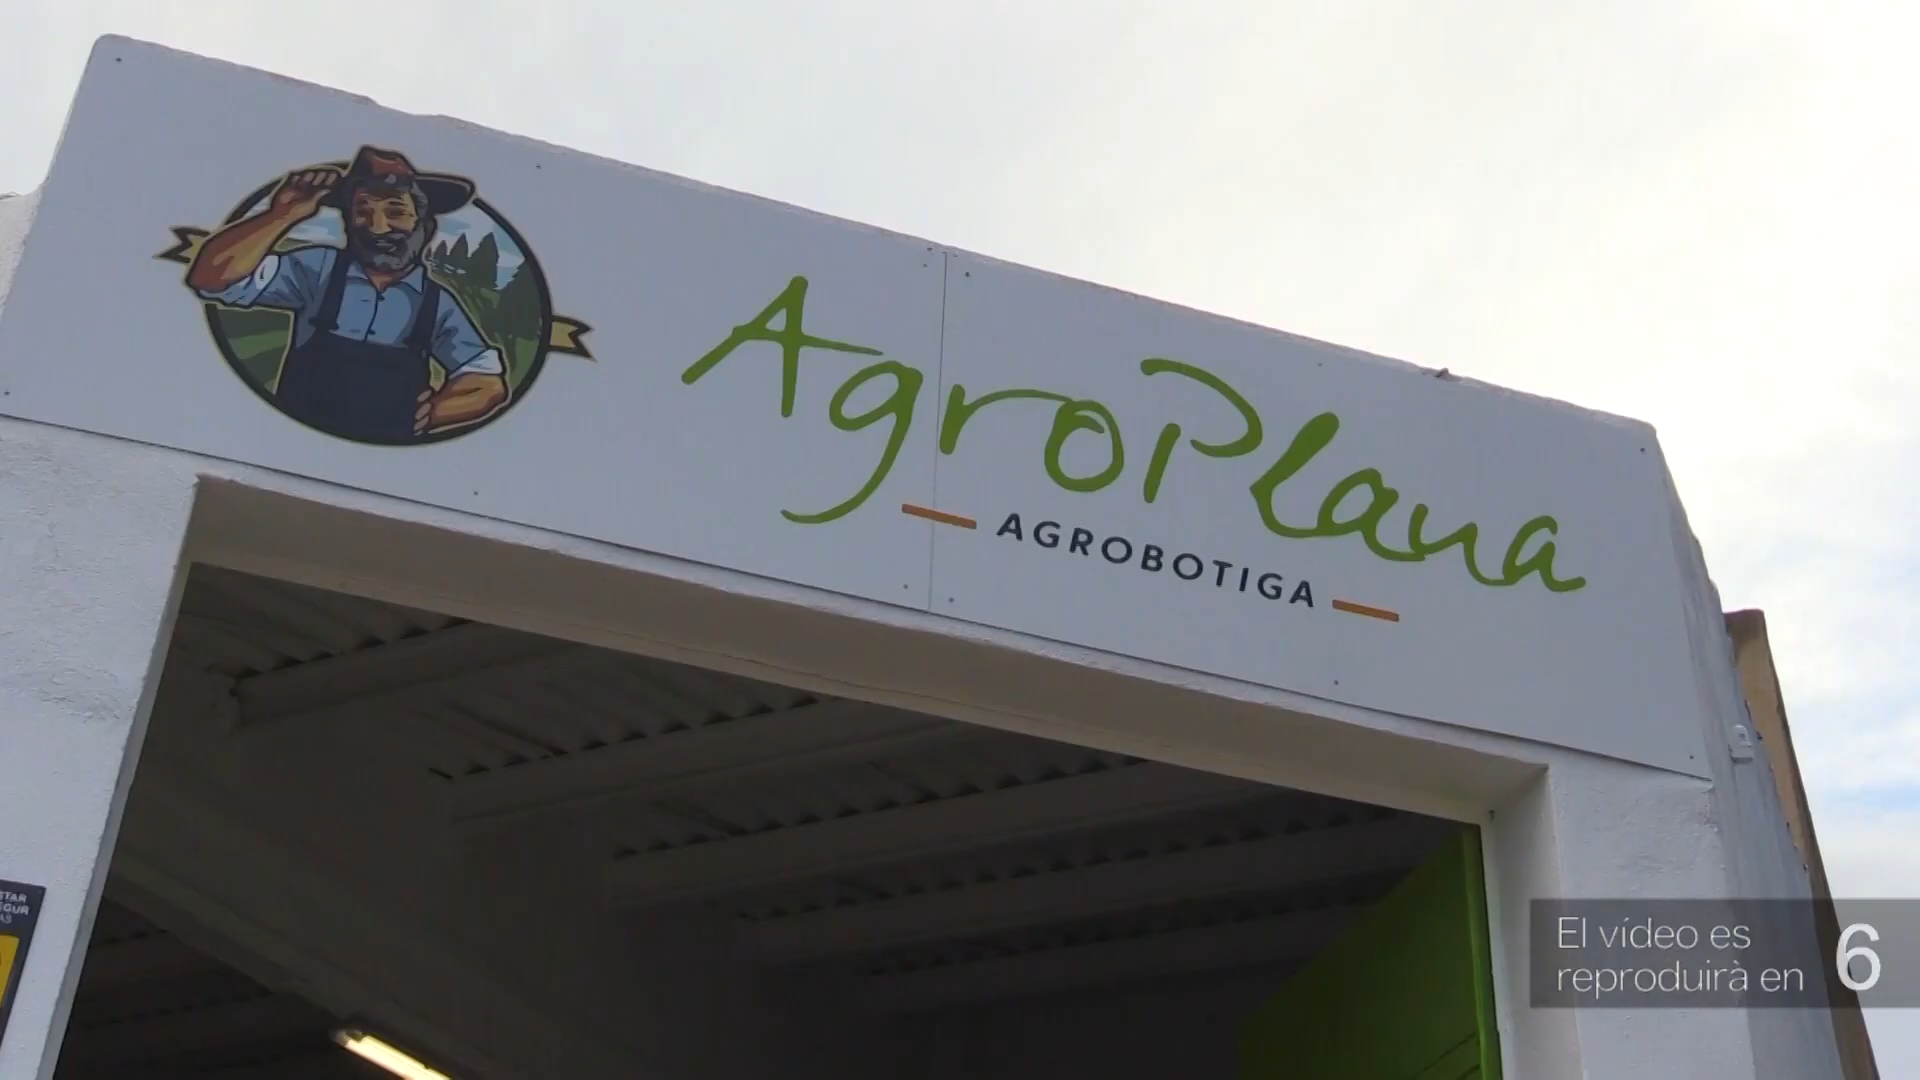 AgroPlana
AGROBOTIGA
El vídeo es
reproduirà en
6